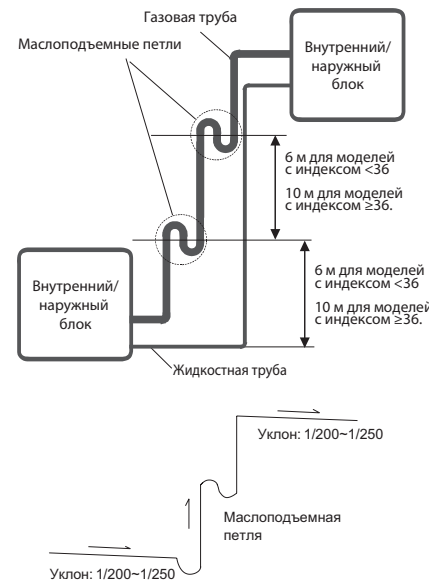 Газовая труба
Маслоподъемные петли
Внутренний/
наружный
блок
6 м для моделей
с индексом <36
10 м для моделей
с индексом ≥36.
Внутренний/
наружный
блок
6 м для моделей
с индексом <36
10 м для моделей
с индексом ≥36.
Жидкостная труба
Уклон: 1/200~1/250
Маслоподъемная
петля
Уклон: 1/200~1/250